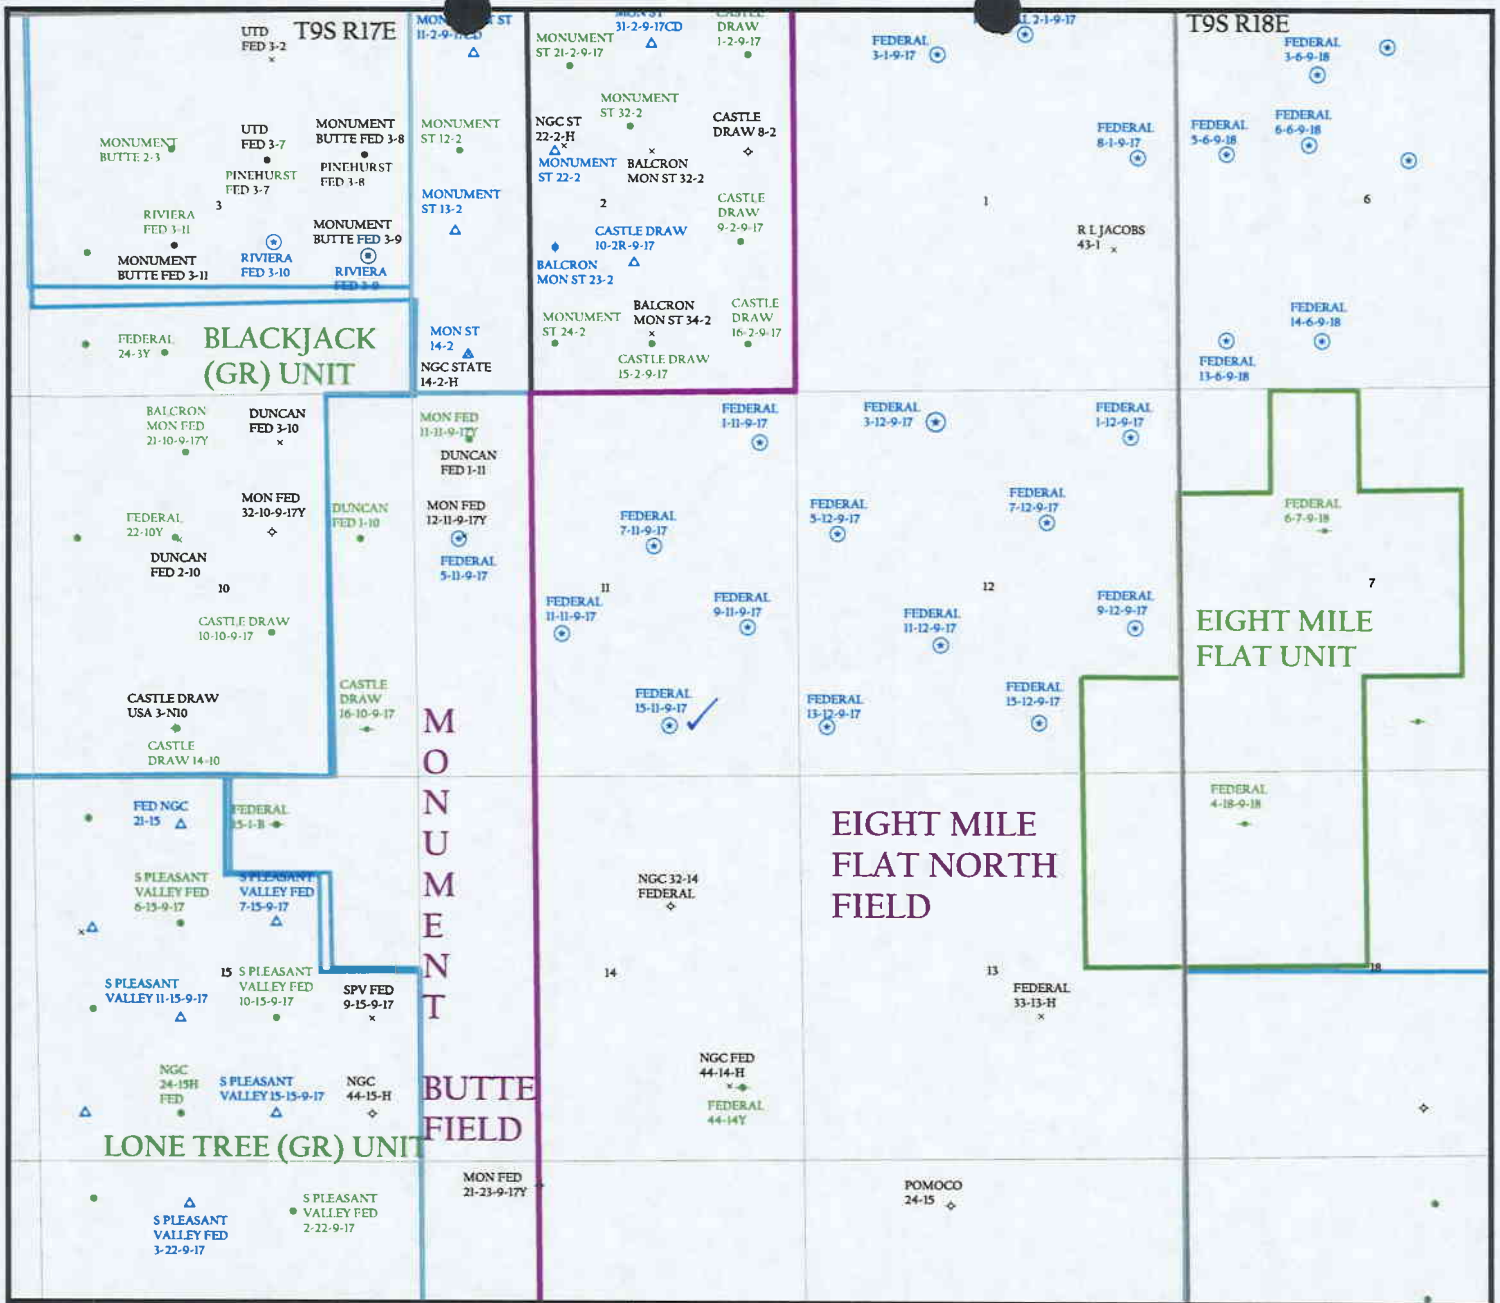 T9S R17E
T9S R18E
UTD
FED 3-2
11-2-9-17CD
31-2-9-17CD
MONUMENT
ST 21-2-9-17
CASTLE
DRAW
1-2-9-17
FEDERAL
3-1-9-17
2-1-9-17
FEDERAL
3-6-9-18
MONUMENT
BUTTE 2-3
UTD
FED 3-7
PINEHURST
FED 3-7
MONUMENT
BUTTE FED 3-8
PINEHURST
FED 3-8
MONUMENT
ST 12-2
MONUMENT
ST 13-2
NGC ST
22-2-H
MONUMENT
ST 22-2
MONUMENT
ST 32-2
BALCRON
MON ST 32-2
CASTLE
DRAW 8-2
FEDERAL
8-1-9-17
FEDERAL
5-6-9-18
FEDERAL
6-6-9-18
3
2
1
6
RIVIERA
FED 3-11
MONUMENT
BUTTE FED 3-11
RIVIERA
FED 3-10
MONUMENT
BUTTE FED 3-9
RIVIERA
FED 3-9
CASTLE DRAW
10-2R-9-17
BALCRON
MON ST 23-2
CASTLE
DRAW
9-2-9-17
R L JACOBS
43-1
FEDERAL
24-3Y
BLACKJACK
(GR) UNIT
MON ST
14-2
NGC STATE
14-2-H
MONUMENT
ST 24-2
BALCRON
MON ST 34-2
CASTLE DRAW
15-2-9-17
CASTLE
DRAW
16-2-9-17
FEDERAL
14-6-9-18
FEDERAL
13-6-9-18
BALCRON
MON FED
21-10-9-17Y
DUNCAN
FED 3-10
MON FED
11-11-9-17Y
DUNCAN
FED 1-11
FEDERAL
1-11-9-17
FEDERAL
3-12-9-17
FEDERAL
1-12-9-17
FEDERAL
22-10Y
DUNCAN
FED 2-10
MON FED
32-10-9-17Y
DUNCAN
FED 1-10
MON FED
12-11-9-17Y
FEDERAL
5-11-9-17
FEDERAL
7-11-9-17
FEDERAL
5-12-9-17
FEDERAL
7-12-9-17
FEDERAL
6-7-9-18
10
11
12
7
CASTLE DRAW
10-10-9-17
FEDERAL
11-11-9-17
FEDERAL
9-11-9-17
FEDERAL
11-12-9-17
FEDERAL
9-12-9-17
EIGHT MILE
FLAT UNIT
CASTLE DRAW
USA 3-N10
CASTLE
DRAW 14-10
CASTLE
DRAW
16-10-9-17
FEDERAL
15-11-9-17
FEDERAL
13-12-9-17
FEDERAL
15-12-9-17
M
O
N
U
M
E
N
T
BUTTE
FIELD
FED NGC
21-15
FEDERAL
15-1-B
FEDERAL
4-18-9-18
EIGHT MILE
FLAT NORTH
FIELD
S PLEASANT
VALLEY FED
6-15-9-17
S PLEASANT
VALLEY FED
7-15-9-17
NGC 32-14
FEDERAL
15
14
13
18
S PLEASANT
VALLEY 11-15-9-17
S PLEASANT
VALLEY FED
10-15-9-17
SPV FED
9-15-9-17
FEDERAL
33-13-H
NGC
24-15H
FED
S PLEASANT
VALLEY 15-15-9-17
NGC
44-15-H
NGC FED
44-14-H
FEDERAL
44-14Y
LONE TREE (GR) UNIT
MON FED
21-23-9-17Y
POMOCO
24-15
S PLEASANT
VALLEY FED
3-22-9-17
S PLEASANT
VALLEY FED
2-22-9-17